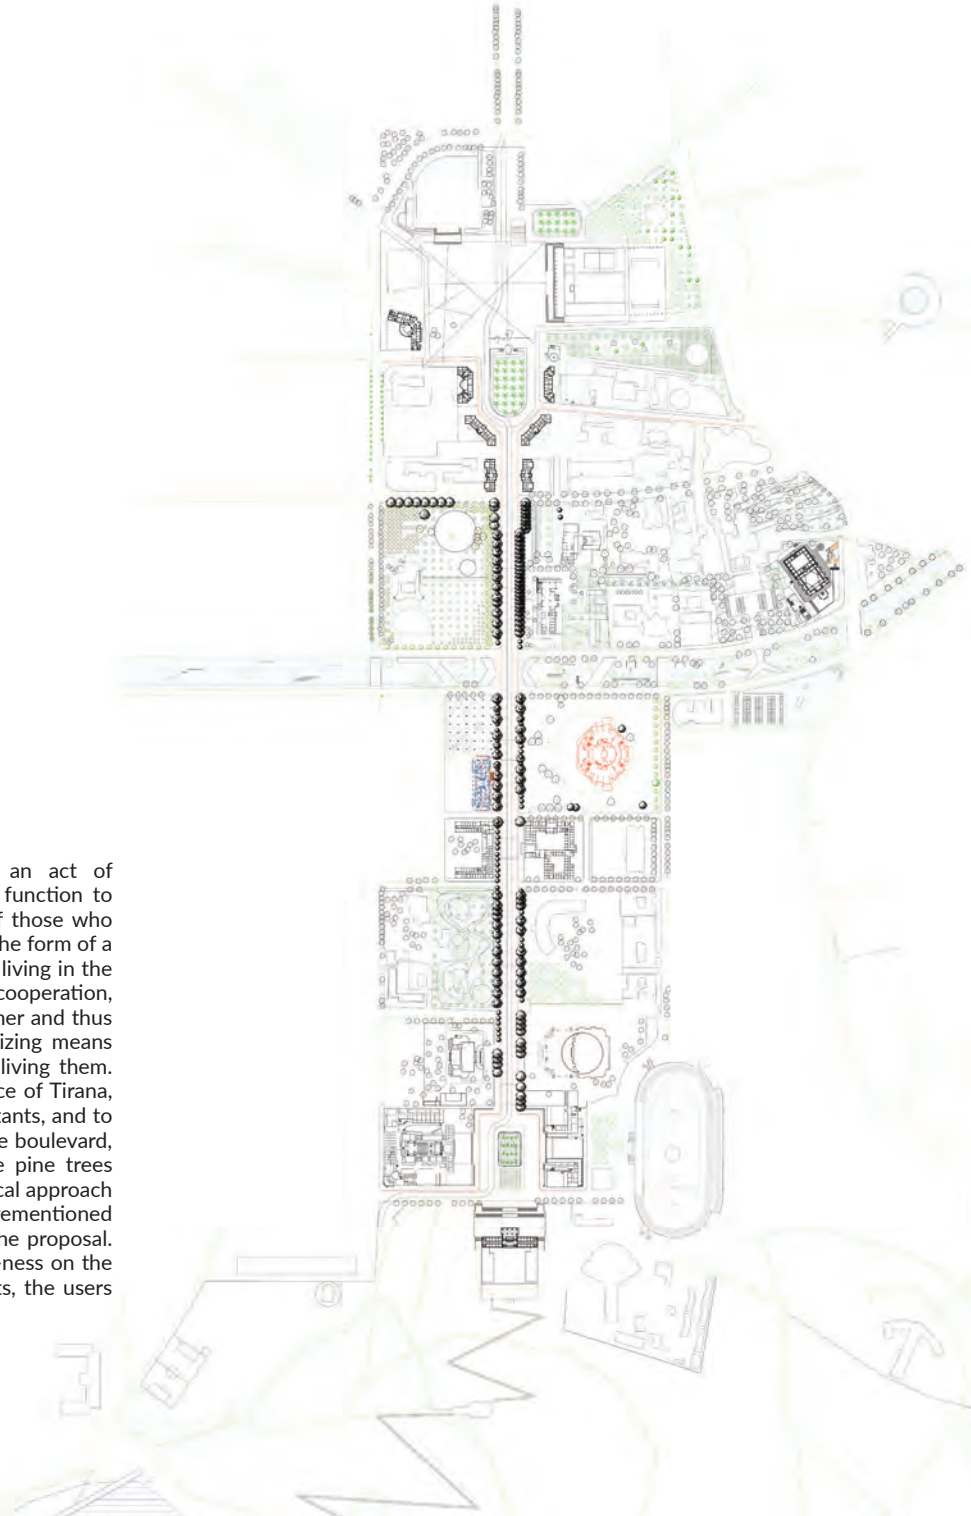 an act of
function to
f those who
he form of a
living in the
cooperation,
her and thus
izing means
living them.
ce of Tirana,
tants, and to
e boulevard,
e pine trees
cal approach
rementioned
he proposal.
-ness on the
ts, the users